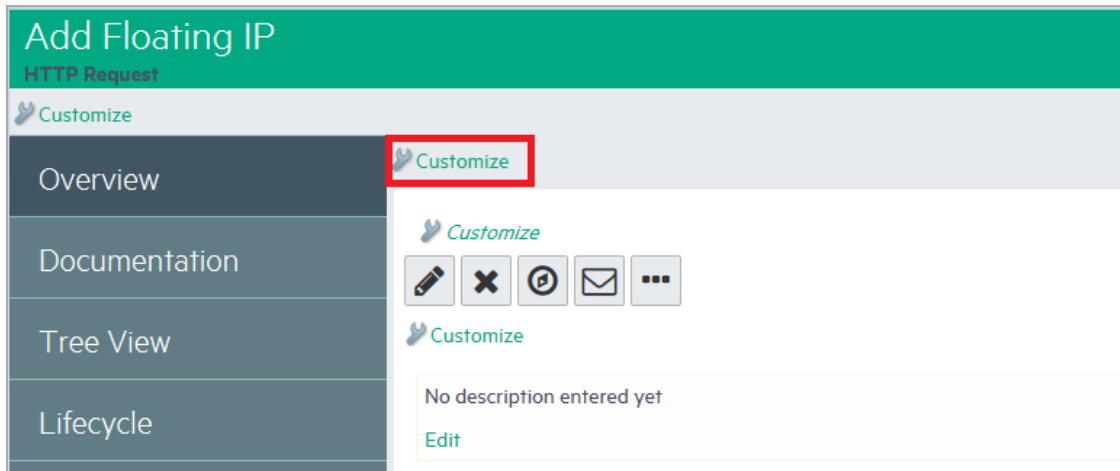 Add Floating IP
HTTP Request
Customize
Customize
Overview
Customize
Documentation
Customize
Tree View
No description entered yet
Lifecycle
Edit